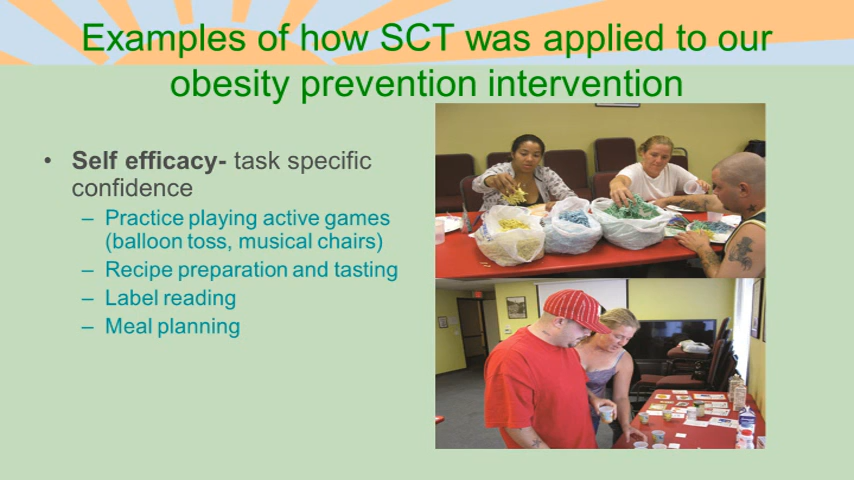 Examples of how SCT was applied to our
obesity prevention intervention
• Self efficacy- task specific
confidence
– Practice playing active games
(balloon toss, musical chairs)
– Recipe preparation and tasting
– Label reading
– Meal planning